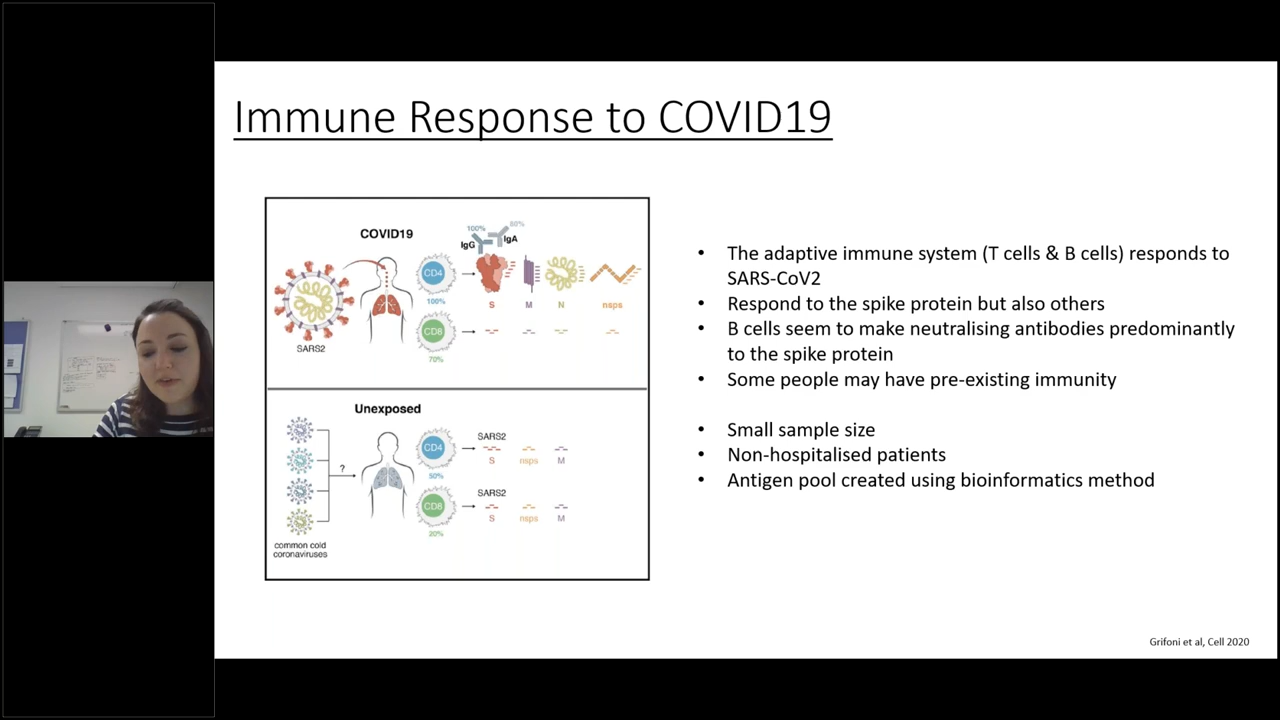 Immune Response to COVID19
COVID19
100%
80%
IgG
IgA
CD4
100%
S
M
N
nsps
CD8
70%
SARS2
Unexposed
?
CD4
50%
SARS2
S
nsps
M
CD8
20%
SARS2
S
nsps
M
common cold
coronaviruses
• The adaptive immune system (T cells & B cells) responds to
SARS-CoV2
• Respond to the spike protein but also others
• B cells seem to make neutralising antibodies predominantly
to the spike protein
• Some people may have pre-existing immunity
• Small sample size
• Non-hospitalised patients
• Antigen pool created using bioinformatics method
Grifoni et al, Cell 2020